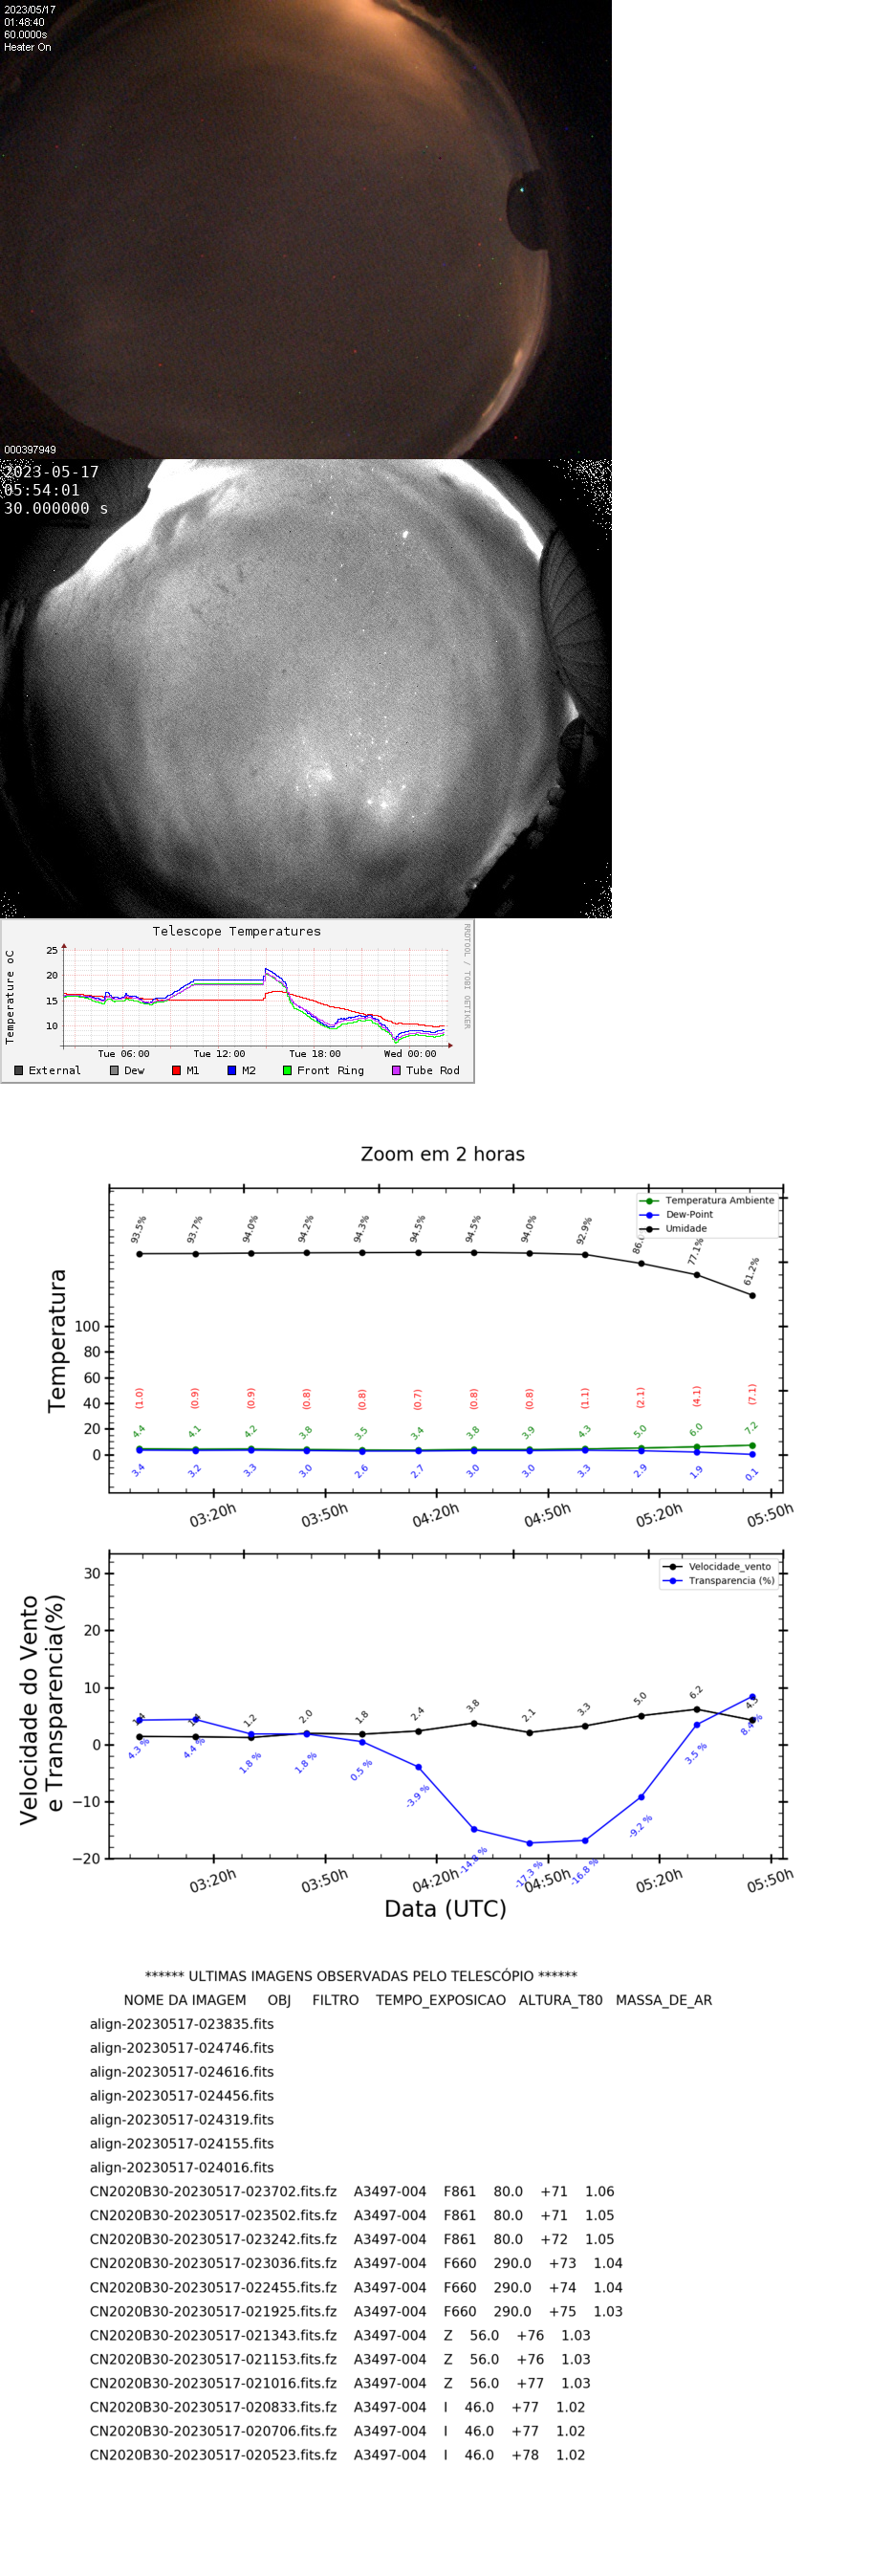 2023/05/17
01:48:40
60.0000s
Heater On
000397949
2023-05-17
05:54:01
30.000000 s
Telescope Temperatures
RRDTOOL / TOBI OETIKER
Temperature oC
25
20
15
10
Tue 06:00 Tue 12:00 Tue 18:00 Wed 00:00
External Dew M1 M2 Front Ring Tube Rod
Zoom em 2 horas
Temperatura Ambiente
Dew-Point
Umidade
93.5% 93.7% 94.0% 94.2% 94.3% 94.5% 94.5% 94.0% 92.9% 77.1% 61.2%
Temperatura
100
80
60
40
20
0
(1.0) (0.9) (0.9) (0.8) (0.8) (0.7) (0.8) (0.8) (1.1) (2.1) (4.1) (7.1)
4.4 4.1 4.2 3.8 3.5 3.4 3.8 3.9 4.3 5.0 6.0 7.2
3.4 3.2 3.3 3.0 2.6 2.7 3.0 3.0 3.3 2.9 1.9 0.1
03:20h 03:50h 04:20h 04:50h 05:20h 05:50h
Velocidade_vento
Transparencia (%)
Velocidade do Vento
e Transparencia(%)
30
20
10
0
−10
−20
1.2 2.0 1.8 2.4 3.8 2.1 3.3 5.0 6.2 4.3
4.3 % 4.4 % 1.8 % 1.8 % 0.5 % -3.9 % -14.8 % -17.3 % -16.8 % -9.2 % 3.5 % 8.4 %
03:20h 03:50h 04:20h 04:50h 05:20h 05:50h
Data (UTC)
****** ULTIMAS IMAGENS OBSERVADAS PELO TELESCÓPIO ******
NOME DA IMAGEM OBJ FILTRO TEMPO_EXPOSICAO ALTURA_T80 MASSA_DE_AR
align-20230517-023835.fits
align-20230517-024746.fits
align-20230517-024616.fits
align-20230517-024456.fits
align-20230517-024319.fits
align-20230517-024155.fits
align-20230517-024016.fits
CN2020B30-20230517-023702.fits.fz A3497-004 F861 80.0 +71 1.06
CN2020B30-20230517-023502.fits.fz A3497-004 F861 80.0 +71 1.05
CN2020B30-20230517-023242.fits.fz A3497-004 F861 80.0 +72 1.05
CN2020B30-20230517-023036.fits.fz A3497-004 F660 290.0 +73 1.04
CN2020B30-20230517-022455.fits.fz A3497-004 F660 290.0 +74 1.04
CN2020B30-20230517-021925.fits.fz A3497-004 F660 290.0 +75 1.03
CN2020B30-20230517-021343.fits.fz A3497-004 Z 56.0 +76 1.03
CN2020B30-20230517-021153.fits.fz A3497-004 Z 56.0 +76 1.03
CN2020B30-20230517-021016.fits.fz A3497-004 Z 56.0 +77 1.03
CN2020B30-20230517-020833.fits.fz A3497-004 I 46.0 +77 1.02
CN2020B30-20230517-020706.fits.fz A3497-004 I 46.0 +77 1.02
CN2020B30-20230517-020523.fits.fz A3497-004 I 46.0 +78 1.02